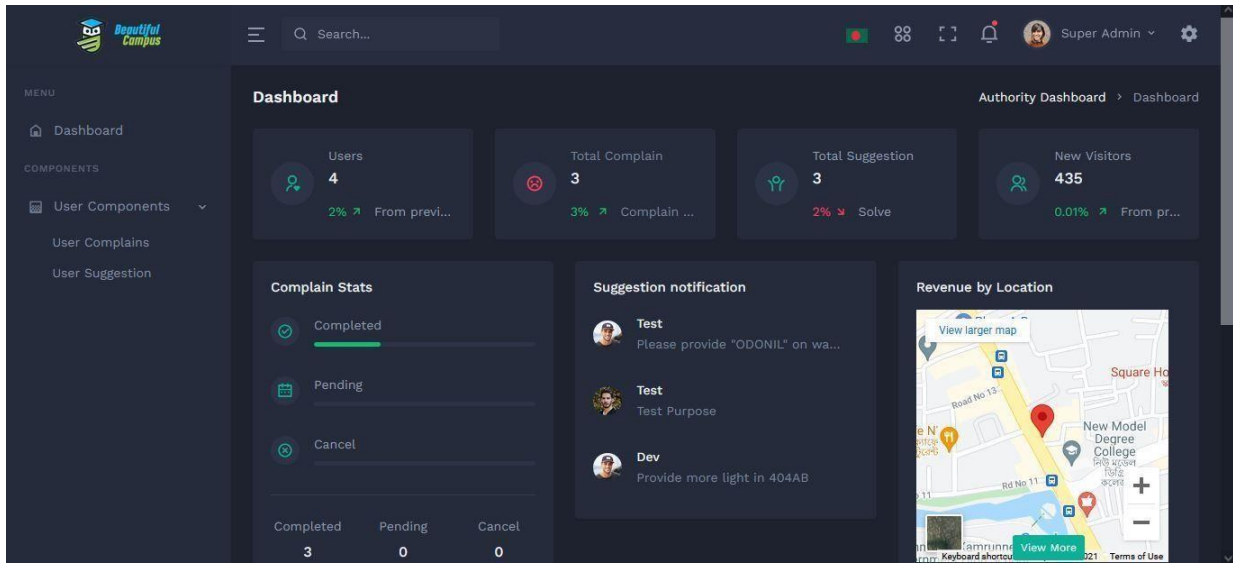 Beautiful
Campus
Search...
Super Admin
MENU
Dashboard
COMPONENTS
User Components
User Complains
User Suggestion
Dashboard
Authority Dashboard > Dashboard
Users
4
2% From previ...
Total Complain
3
3% Complain ...
Total Suggestion
3
2% Solve
New Visitors
435
0.01% From pr...
Complain Stats
Completed
Pending
Cancel
Completed Pending Cancel
3 0 0
Suggestion notification
Test
Please provide "ODONIL" on wa...
Test
Test Purpose
Dev
Provide more light in 404AB
Revenue by Location
View larger map
Square Ho
Road No 13
New Model
Degree
College
নিউ মডেল
ডিগ্রি
Rd No 11
11
View More
Keyboard shortcu
2021
Terms of Use